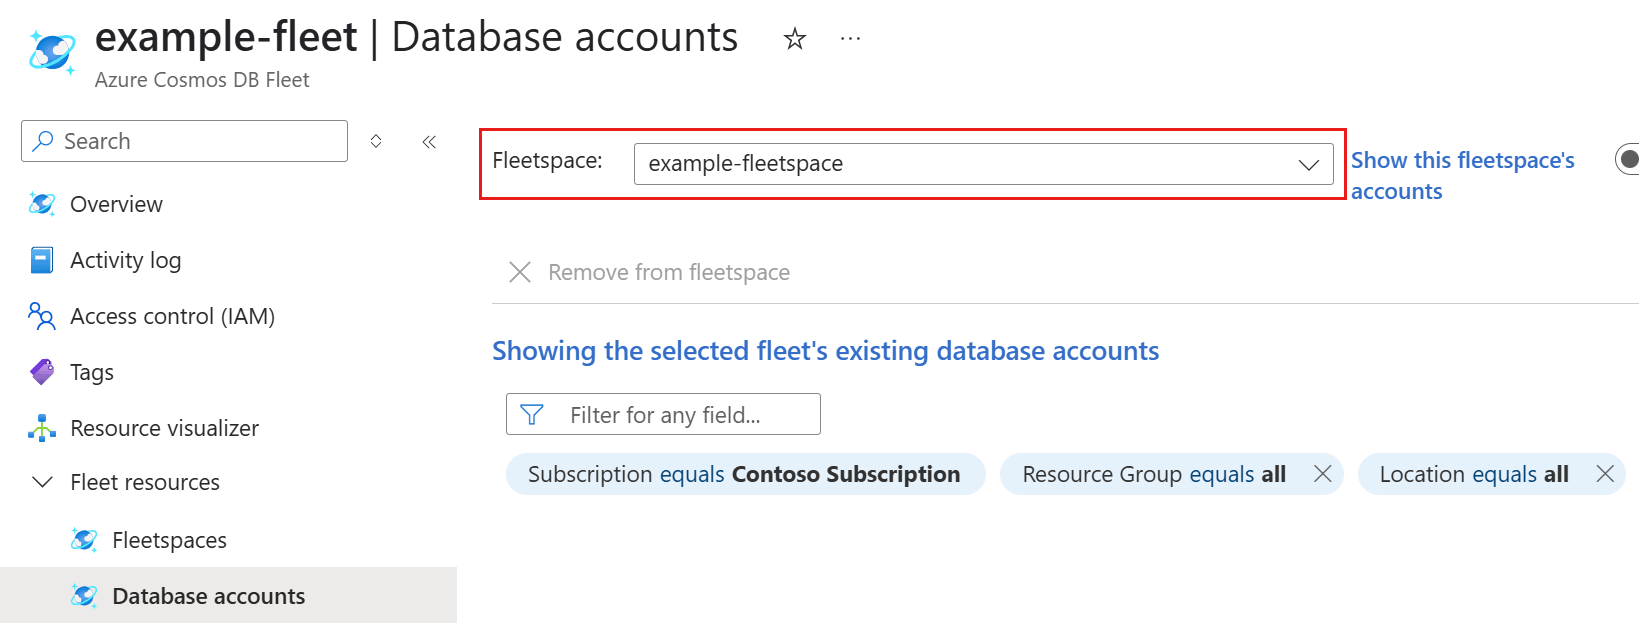 example-fleet | Database accounts
Azure Cosmos DB Fleet
Search
Overview
Activity log
Access control (IAM)
Tags
Resource visualizer
Fleet resources
Fleetspaces
Database accounts
Fleetspace:
example-fleetspace
Show this fleetspace's
accounts
Remove from fleetspace
Showing the selected fleet's existing database accounts
Filter for any field...
Subscription equals Contoso Subscription
Resource Group equals all
Location equals all